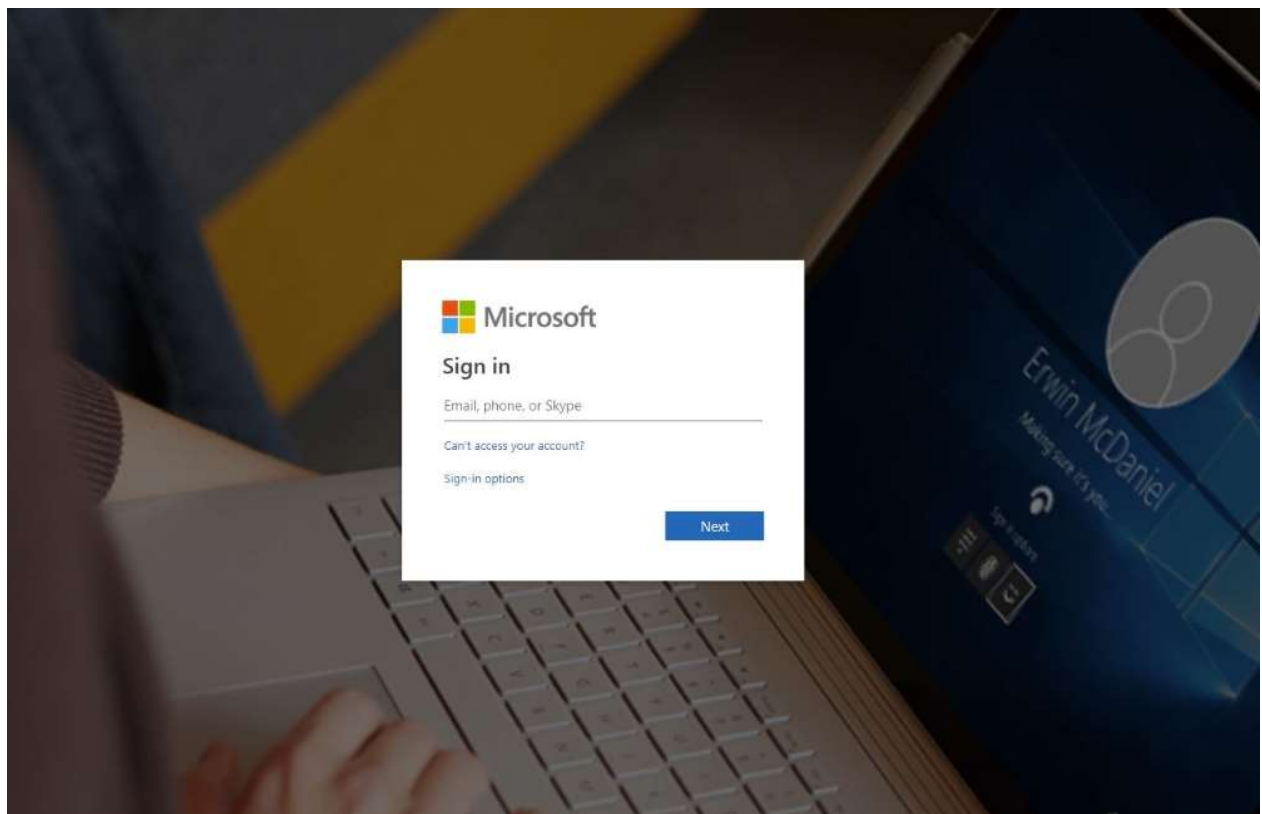 Microsoft
Sign in
Email, phone, or Skype
Can't access your account?
Sign-in options
Next
Erwin McDaniel
Making sure it's you...
Sign in options